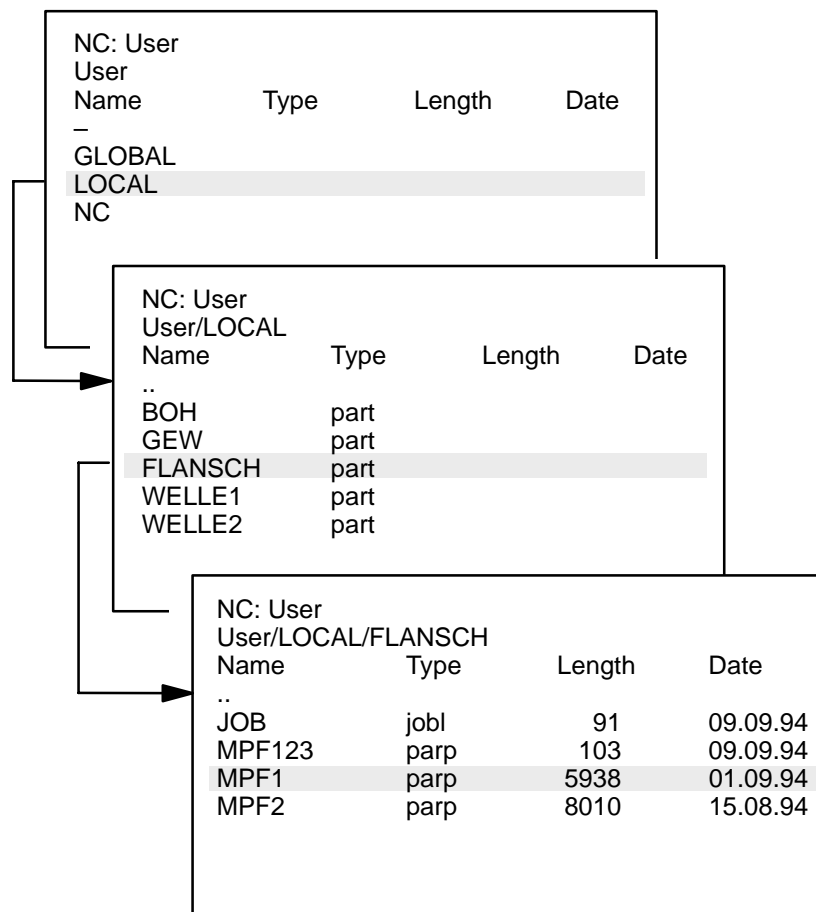 NC: User
User
Name Type Length Date
–
GLOBAL
LOCAL
NC
NC: User
User/LOCAL
Name Type Length Date
..
BOH part
GEW part
FLANSCH part
WELLE1 part
WELLE2 part
NC: User
User/LOCAL/FLANSCH
Name Type Length Date
..
JOB jobl 91 09.09.94
MPF123 parp 103 09.09.94
MPF1 parp 5938 01.09.94
MPF2 parp 8010 15.08.94